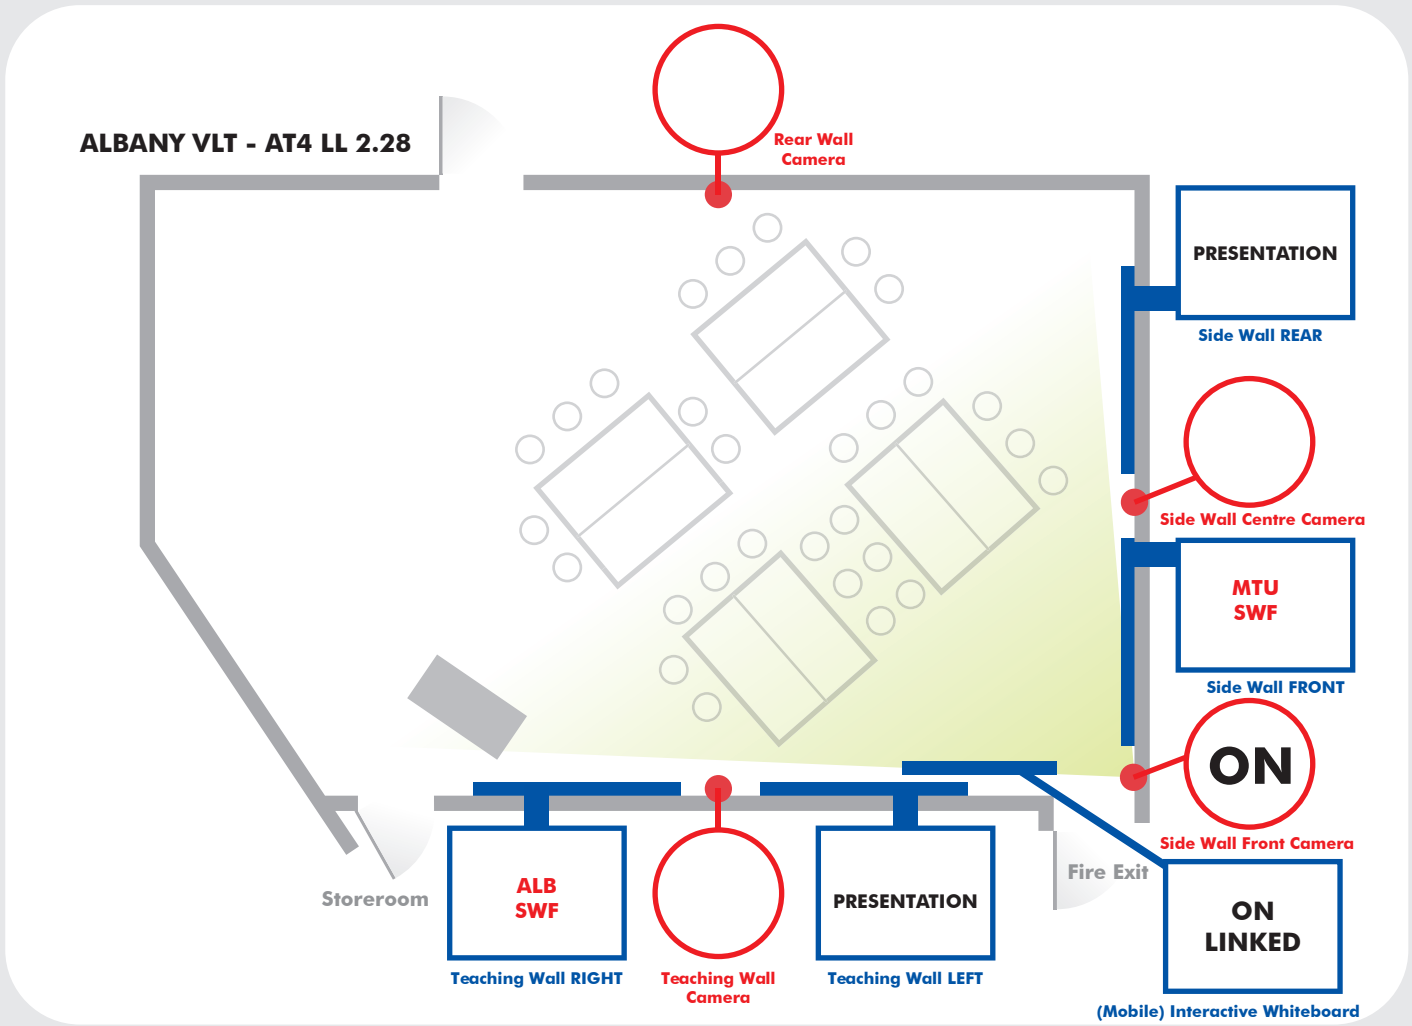 ALBANY VLT - AT4 LL 2.28
Rear Wall
Camera
PRESENTATION
Side Wall REAR
Side Wall Centre Camera
MTU
SWF
Side Wall FRONT
ON
Side Wall Front Camera
Fire Exit
Storeroom
ALB
SWF
PRESENTATION
ON
LINKED
Teaching Wall RIGHT
Teaching Wall
Camera
Teaching Wall LEFT
(Mobile) Interactive Whiteboard